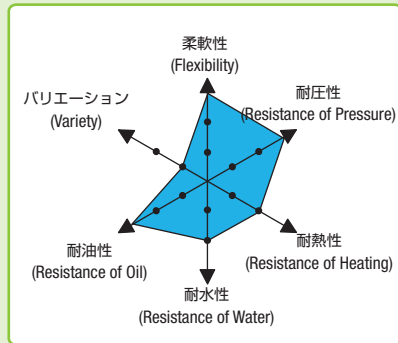 柔軟性
(Flexibility)
バリエーション
(Variety)
耐圧性
(Resistance of Pressure)
耐油性
(Resistance of Oil)
耐熱性
(Resistance of Heating)
耐水性
(Resistance of Water)